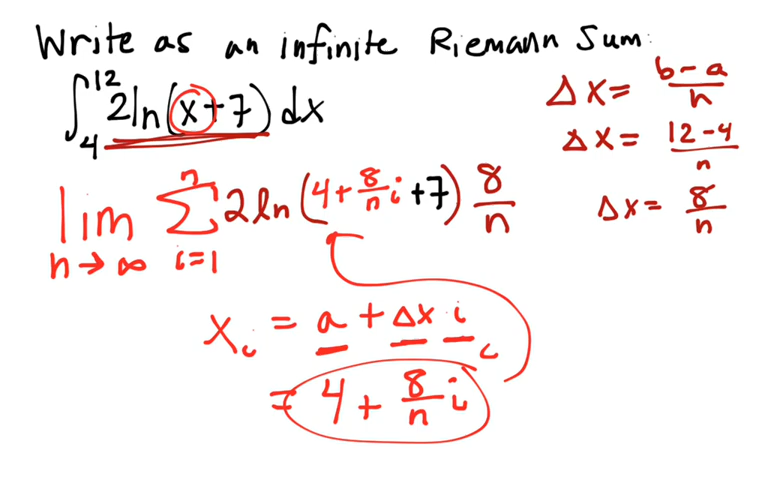 Write as an infinite Riemann Sum:
∫₄¹² 2ln(x+7) dx
Δx = (b-a)/n
Δx = (12-4)/n
Δx = 8/n
lim n→∞ Σ i=1 n 2ln(4+8/n i+7) 8/n
xᵢ = a + Δx i
= 4 + 8/n i